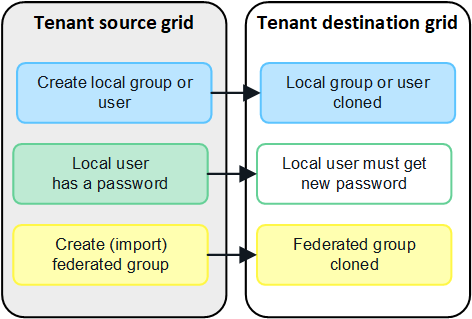 Tenant source grid
Tenant destination grid
Create local group or
user
Local group or user
cloned
Local user
has a password
Local user must get
new password
Create (import)
federated group
Federated group
cloned